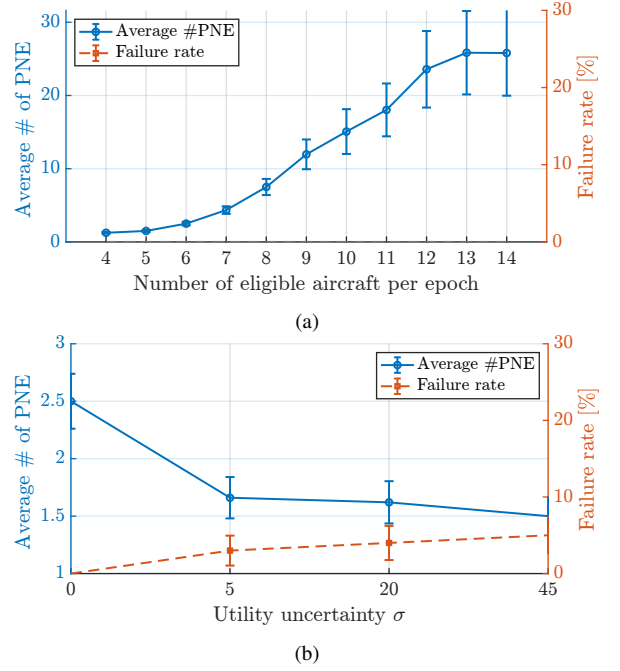 Average #PNE
Failure rate
30
20
10
0
30
20
10
0
Average # of PNE
Failure rate [%]
4 5 6 7 8 9 10 11 12 13 14
Number of eligible aircraft per epoch
(a)
Average #PNE
Failure rate
3
2.5
2
1.5
1
30
20
10
0
Average # of PNE
Failure rate [%]
0 5 20 45
Utility uncertainty σ
(b)